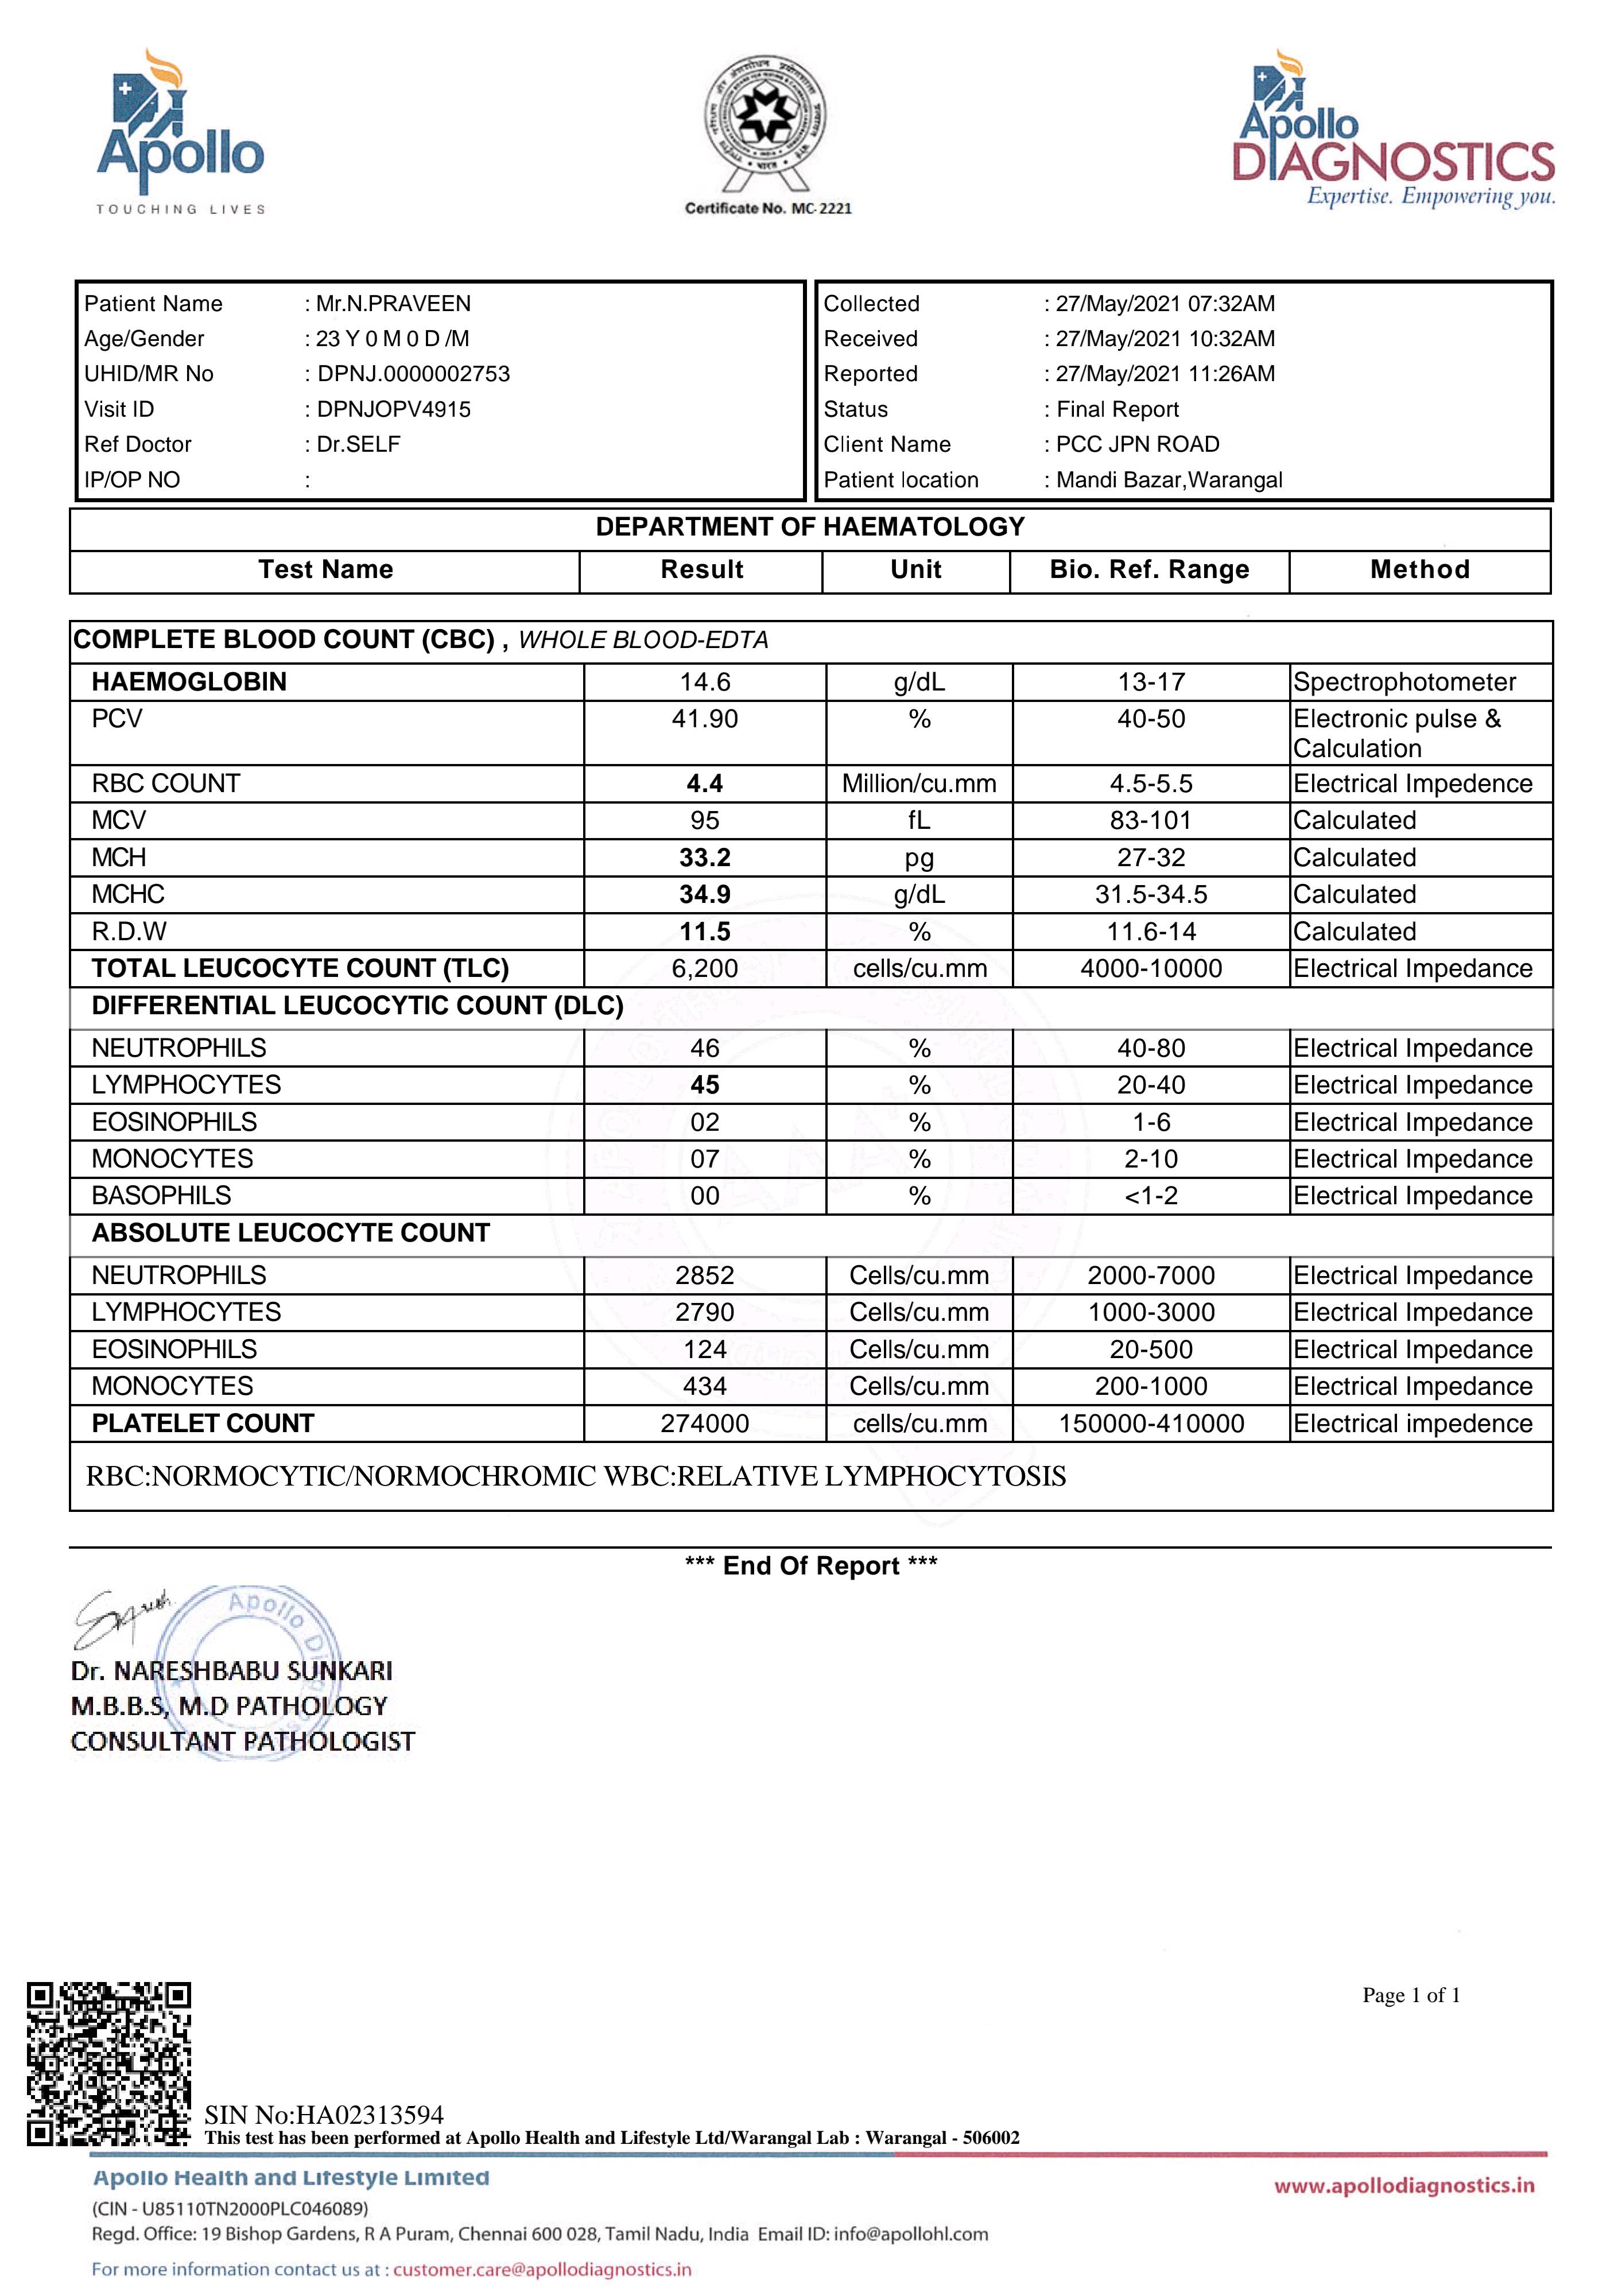 Apollo
TOUCHING LIVES
Certificate No. MC-2221
Apollo
DIAGNOSTICS
Expertise. Empowering you.
Patient Name : Mr.N.PRAVEEN
Age/Gender : 23 Y 0 M 0 D /M
UHID/MR No : DPNJ.0000002753
Visit ID : DPNJOPV4915
Ref Doctor : Dr.SELF
IP/OP NO :
Collected : 27/May/2021 07:32AM
Received : 27/May/2021 10:32AM
Reported : 27/May/2021 11:26AM
Status : Final Report
Client Name : PCC JPN ROAD
Patient location : Mandi Bazar,Warangal
DEPARTMENT OF HAEMATOLOGY
Test Name Result Unit Bio. Ref. Range Method
COMPLETE BLOOD COUNT (CBC) , WHOLE BLOOD-EDTA
HAEMOGLOBIN 14.6 g/dL 13-17 Spectrophotometer
PCV 41.90 % 40-50 Electronic pulse &
Calculation
RBC COUNT 4.4 Million/cu.mm 4.5-5.5 Electrical Impedence
MCV 95 fL 83-101 Calculated
MCH 33.2 pg 27-32 Calculated
MCHC 34.9 g/dL 31.5-34.5 Calculated
R.D.W 11.5 % 11.6-14 Calculated
TOTAL LEUCOCYTE COUNT (TLC) 6,200 cells/cu.mm 4000-10000 Electrical Impedance
DIFFERENTIAL LEUCOCYTIC COUNT (DLC)
NEUTROPHILS 46 % 40-80 Electrical Impedance
LYMPHOCYTES 45 % 20-40 Electrical Impedance
EOSINOPHILS 02 % 1-6 Electrical Impedance
MONOCYTES 07 % 2-10 Electrical Impedance
BASOPHILS 00 % <1-2 Electrical Impedance
ABSOLUTE LEUCOCYTE COUNT
NEUTROPHILS 2852 Cells/cu.mm 2000-7000 Electrical Impedance
LYMPHOCYTES 2790 Cells/cu.mm 1000-3000 Electrical Impedance
EOSINOPHILS 124 Cells/cu.mm 20-500 Electrical Impedance
MONOCYTES 434 Cells/cu.mm 200-1000 Electrical Impedance
PLATELET COUNT 274000 cells/cu.mm 150000-410000 Electrical impedence
RBC:NORMOCYTIC/NORMOCHROMIC WBC:RELATIVE LYMPHOCYTOSIS
*** End Of Report ***
Apollo
Dr. NARESHBABU SUNKARI
M.B.B.S, M.D PATHOLOGY
CONSULTANT PATHOLOGIST
Page 1 of 1
SIN No:HA02313594
This test has been performed at Apollo Health and Lifestyle Ltd/Warangal Lab : Warangal - 506002
Apollo Health and Lifestyle Limited
(CIN - U85110TN2000PLC046089)
Regd. Office: 19 Bishop Gardens, R A Puram, Chennai 600 028, Tamil Nadu, India Email ID: info@apollohl.com
For more information contact us at : customer.care@apollodiagnostics.in
www.apollodiagnostics.in